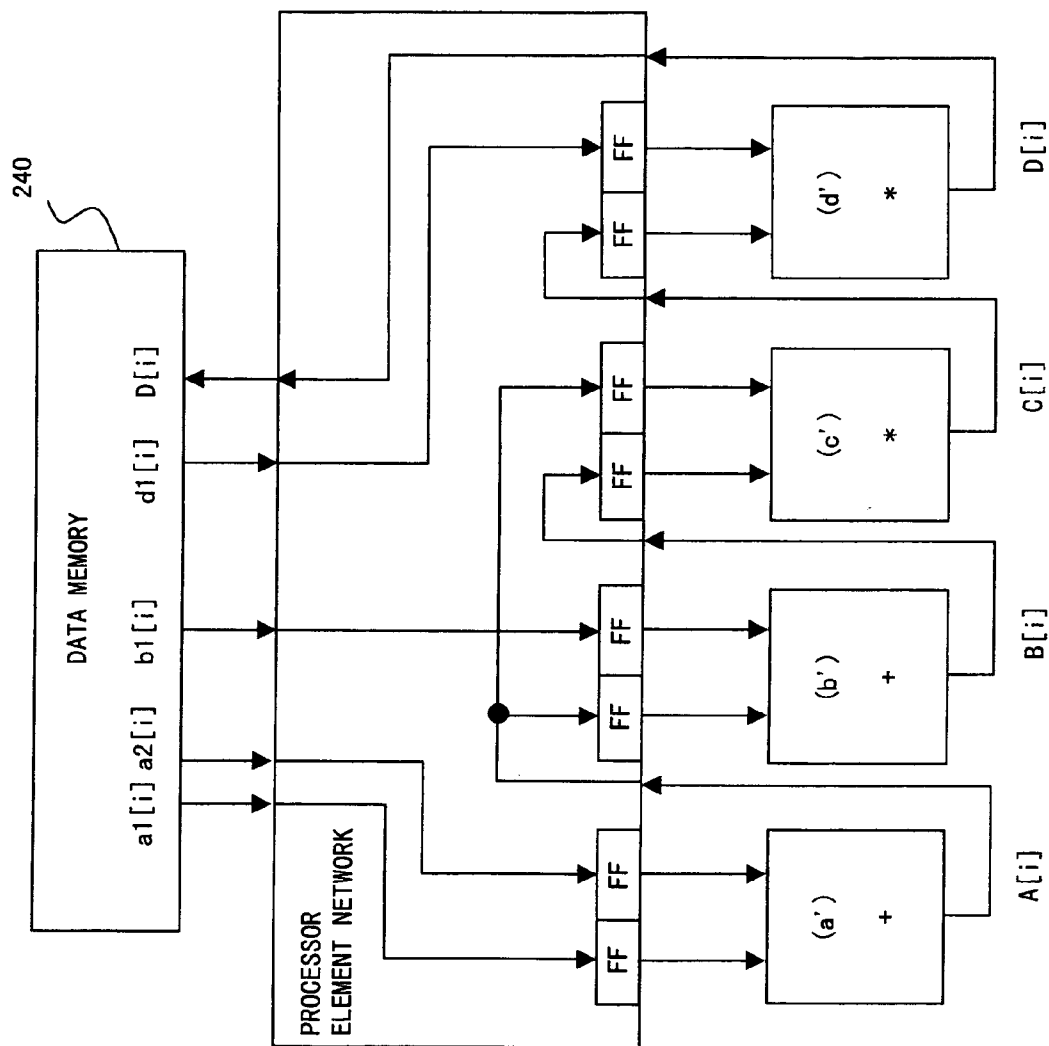 240
DATA MEMORY
a1[i] a2[i] b1[i] d1[i] D[i]
PROCESSOR
ELEMENT NETWORK
FF FF FF FF FF FF FF FF
(a') (b') (c') (d')
+ + * *
A[i] B[i] C[i] D[i]